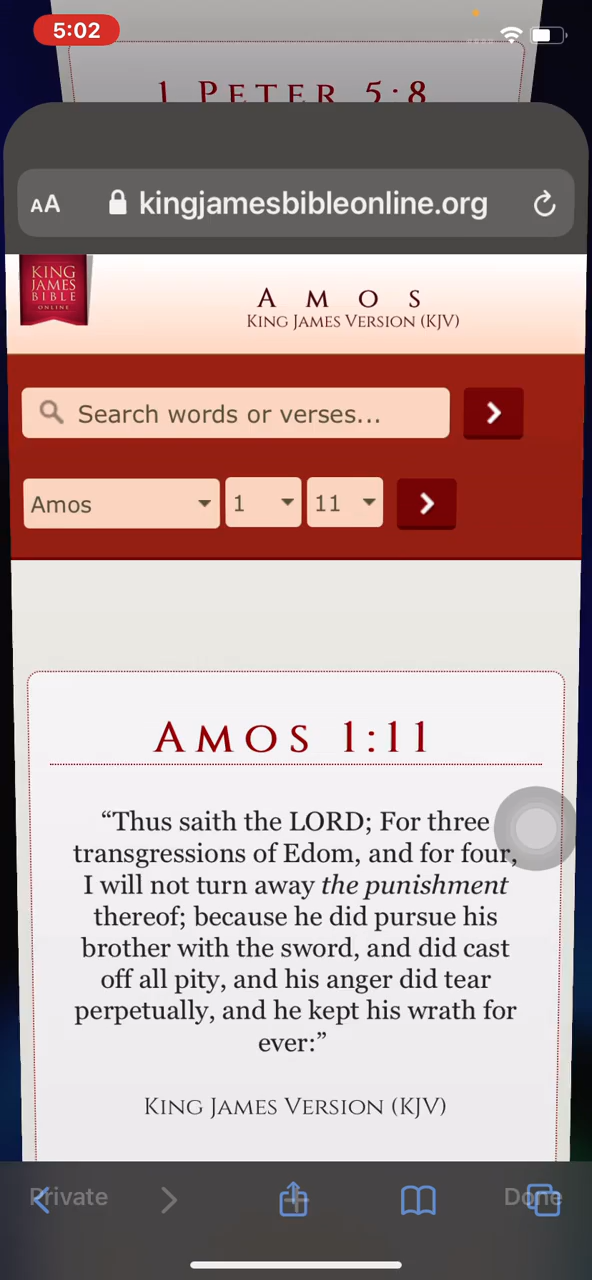 5:02
1 PETER 5:8
AA kingjamesbibleonline.org
KING
JAMES
BIBLE
ONLINE
AMOS
KING JAMES VERSION (KJV)
Search words or verses...
Amos 1 11
AMOS 1:11
“Thus saith the LORD; For three
transgressions of Edom, and for four,
I will not turn away the punishment
thereof; because he did pursue his
brother with the sword, and did cast
off all pity, and his anger did tear
perpetually, and he kept his wrath for
ever:”
KING JAMES VERSION (KJV)
Private Done